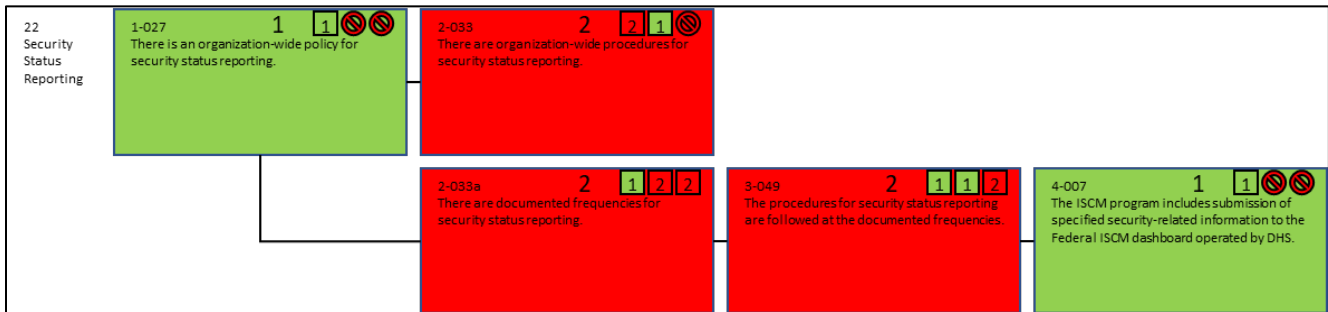 22
Security
Status
Reporting
1-027 1 1
There is an organization-wide policy for
security status reporting.
2-033 2 2 1
There are organization-wide procedures for
security status reporting.
2-033a 2 1 2 2
There are documented frequencies for
security status reporting.
3-049 2 1 1 2
The procedures for security status reporting
are followed at the documented frequencies.
4-007 1 1
The ISCM program includes submission of
specified security-related information to the
Federal ISCM dashboard operated by DHS.